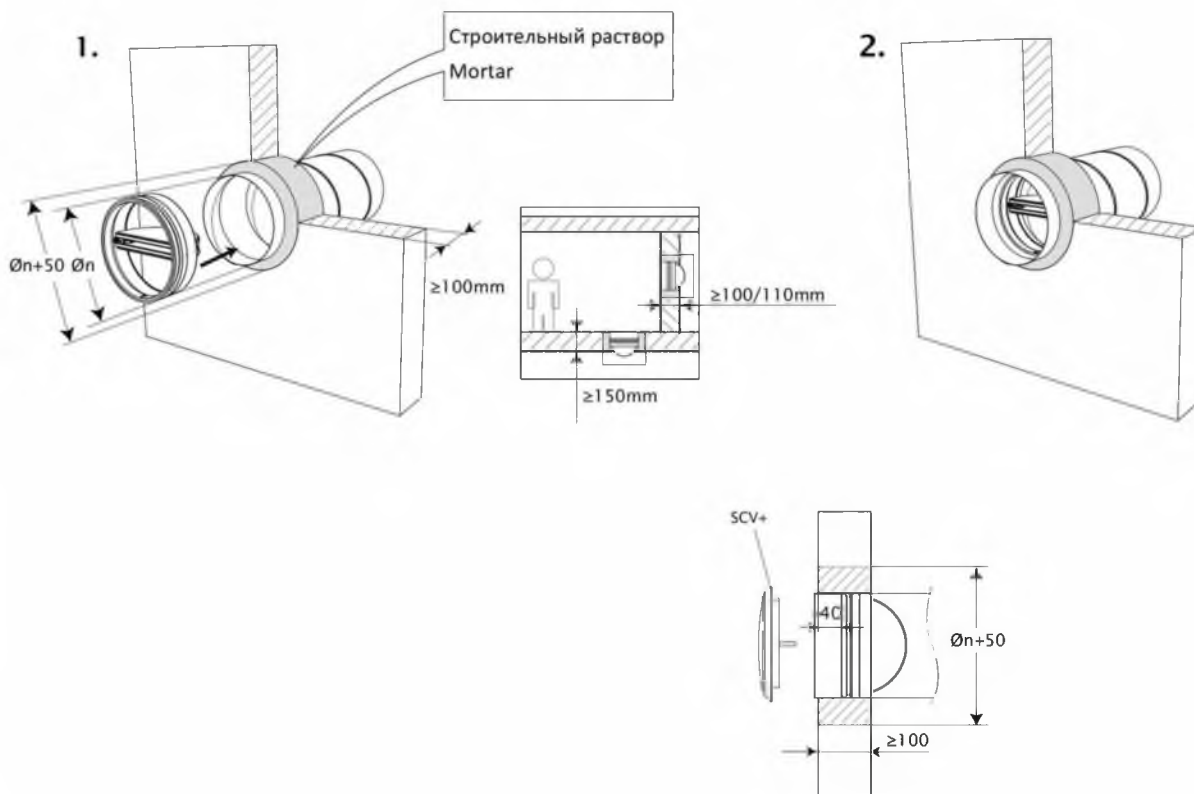 1.
Строительный раствор
Mortar
2.
Øn+50 Øn
≥100mm
≥100/110mm
≥150mm
SCV+
40
Øn+50
≥100